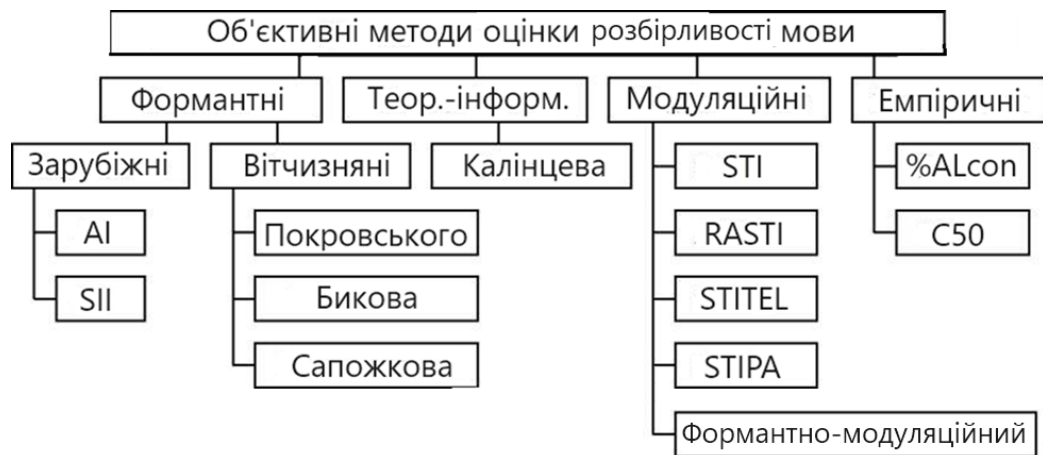 Об'єктивні методи оцінки розбірливості мови
Формантні
Теор.-інформ.
Модуляційні
Емпіричні
Зарубіжні
Вітчизняні
Калінцева
STI
%ALcon
AI
Покровського
RASTI
C50
SII
Бикова
STITEL
Сапожкова
STIPA
Формантно-модуляційний